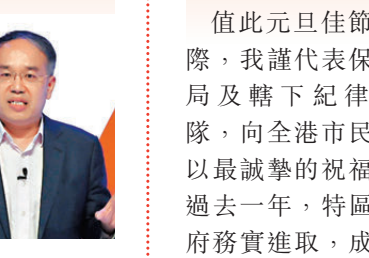 值此元旦佳節
際，我謹代表保
局及轄下紀律
隊，向全港市民
以最誠摯的祝福
過去一年，特區
府務實進取，成